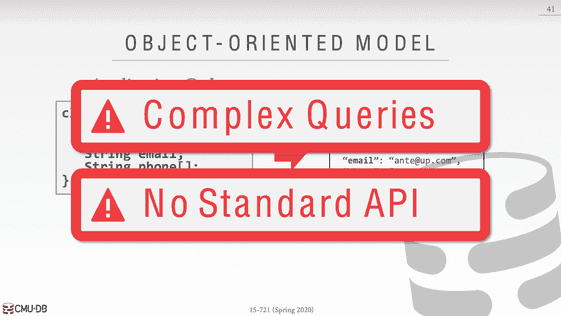 41
OBJECT-ORIENTED MODEL
Complex Queries
String email;
String phone[];
}
"email": "ante@up.com",
No Standard API
CMU·DB
15-721 (Spring 2020)